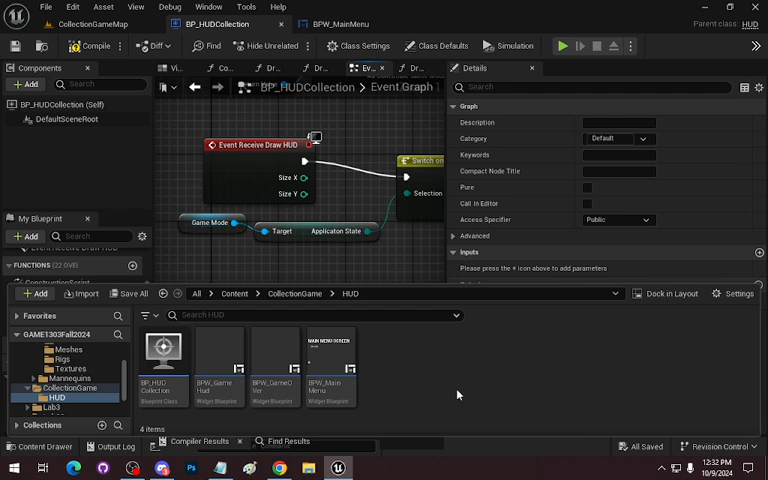 File Edit Asset View Debug Window Tools Help
CollectionGameMap BP_HUDCollection × BPW_MainMenu Parent class: HUD
Compile Diff Find Hide Unrelated Class Settings Class Defaults Simulation
Components × Vi... Co... Dr... Dr... Ev... × Dr... Details ×
+ Add Search BP_HUDCollection > Event Graph Search
BP_HUDCollection (Self) Graph
DefaultSceneRoot Description
Category Default
Event Receive Draw HUD Keywords
Switch on Compact Node Title
Size X Pure
Size Y Selection Call In Editor
My Blueprint × Game Mode Access Specifier Public
+ Add Search Target Applicaton State Advanced
FUNCTIONS (22 OVE Inputs
Please press the + icon above to add parameters
+ Add Import Save All All > Content > CollectionGame > HUD Dock in Layout Settings
Favorites Search HUD
GAME1303Fall2024
Meshes
Rigs
Textures
Mannequins
CollectionGame
HUD
Lab3
Collections
MAIN MENU SCREEN
BP_HUD Collection BPW_Game Hud BPW_GameO Ver BPW_Main Menu
Blueprint Class Widget Blueprint Widget Blueprint Widget Blueprint
4 items
Content Drawer Output Log Compiler Results × Find Results All Saved Revision Control
12:32 PM
10/9/2024